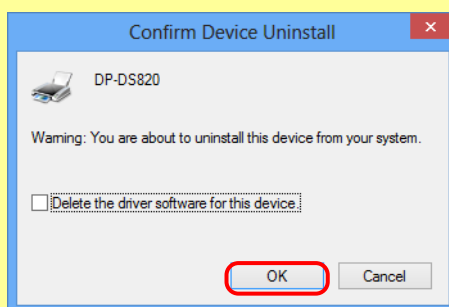 Confirm Device Uninstall
DP-DS820
Warning: You are about to uninstall this device from your system.
Delete the driver software for this device.
OK
Cancel